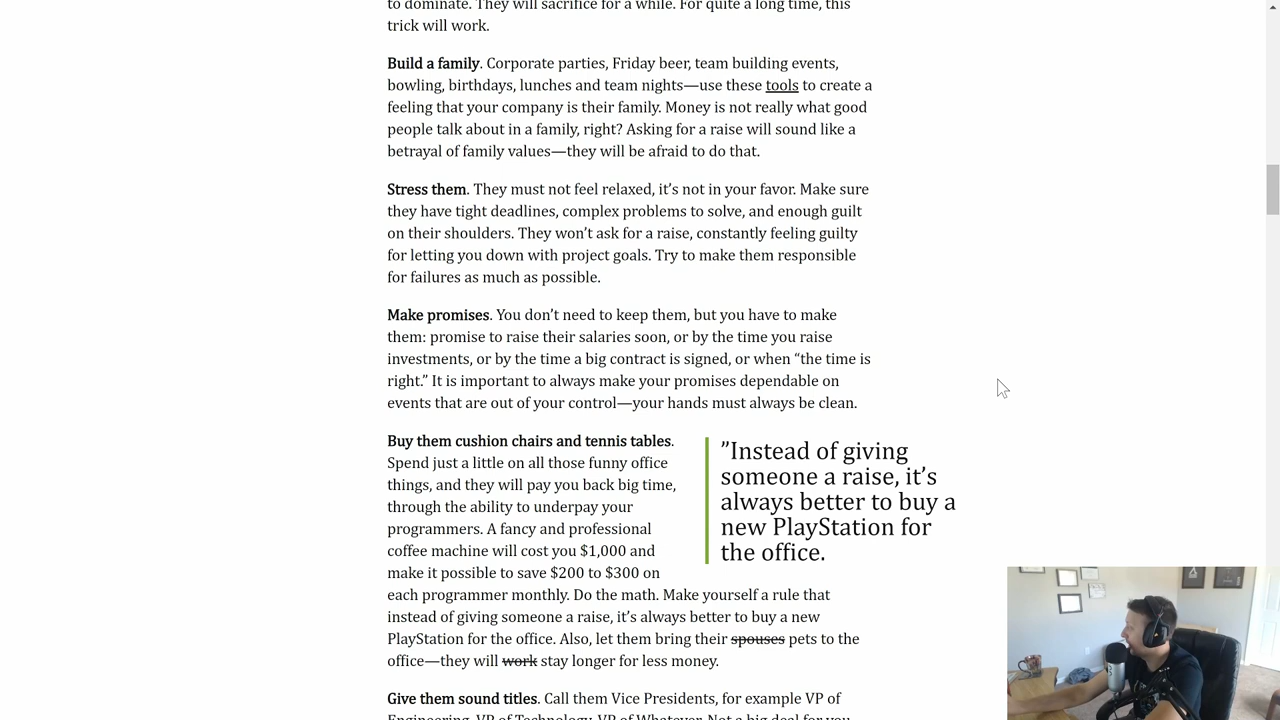 to dominate. They will sacrifice for a while. For quite a long time, this
trick will work.
Build a family. Corporate parties, Friday beer, team building events,
bowling, birthdays, lunches and team nights—use these tools to create a
feeling that your company is their family. Money is not really what good
people talk about in a family, right? Asking for a raise will sound like a
betrayal of family values—they will be afraid to do that.
Stress them. They must not feel relaxed, it’s not in your favor. Make sure
they have tight deadlines, complex problems to solve, and enough guilt
on their shoulders. They won’t ask for a raise, constantly feeling guilty
for letting you down with project goals. Try to make them responsible
for failures as much as possible.
Make promises. You don’t need to keep them, but you have to make
them: promise to raise their salaries soon, or by the time you raise
investments, or by the time a big contract is signed, or when “the time is
right.” It is important to always make your promises dependable on
events that are out of your control—your hands must always be clean.
Buy them cushion chairs and tennis tables.
Spend just a little on all those funny office
things, and they will pay you back big time,
through the ability to underpay your
programmers. A fancy and professional
coffee machine will cost you $1,000 and
make it possible to save $200 to $300 on
each programmer monthly. Do the math. Make yourself a rule that
instead of giving someone a raise, it’s always better to buy a new
PlayStation for the office. Also, let them bring their spouses pets to the
office—they will work stay longer for less money.
”Instead of giving
someone a raise, it’s
always better to buy a
new PlayStation for
the office.
Give them sound titles. Call them Vice Presidents, for example VP of
Engineering, VP of Technology, VP of Whatever. Not a big deal for you